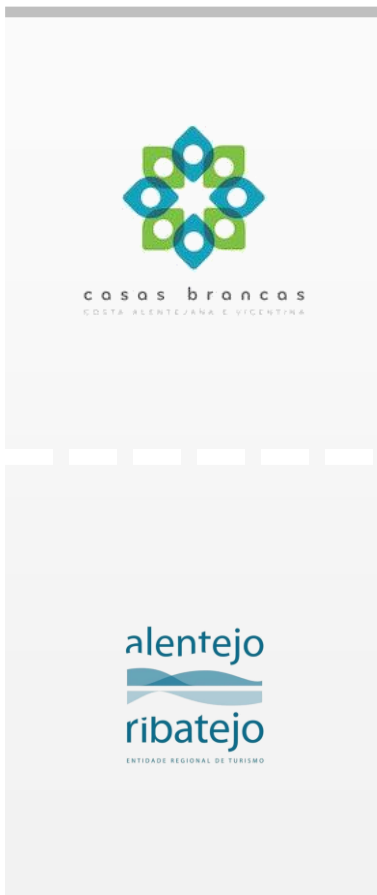 casas brancas
COSTA ALENTEJANA E VICENTINA
alentejo
ribatejo
ENTIDADE REGIONAL DE TURISMO